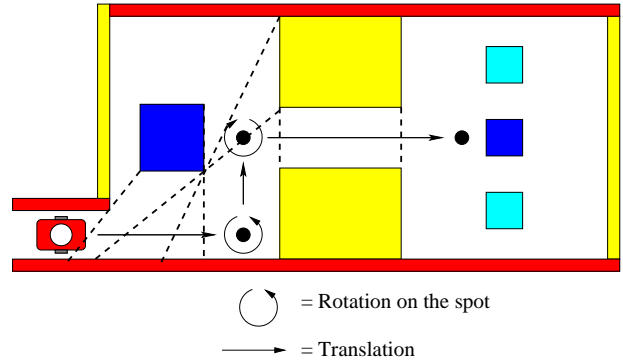 = Rotation on the spot
= Translation